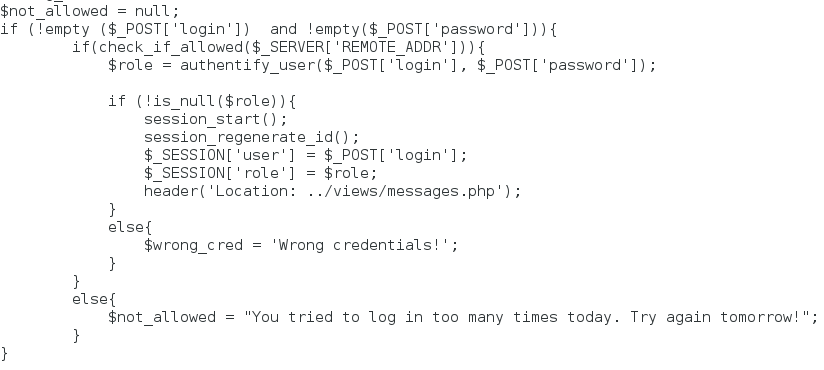 $not_allowed = null;
if (!empty ($_POST['login'])  and !empty($_POST['password'])){
        if(check_if_allowed($_SERVER['REMOTE_ADDR'])){
            $role = authentify_user($_POST['login'], $_POST['password']);

            if (!is_null($role)){
                session_start();
                session_regenerate_id();
                $_SESSION['user'] = $_POST['login'];
                $_SESSION['role'] = $role;
                header('Location: ../views/messages.php');
            }
            else{
                $wrong_cred = 'Wrong credentials!';
            }
        }
        else{
            $not_allowed = "You tried to log in too many times today. Try again tomorrow!";
        }
}